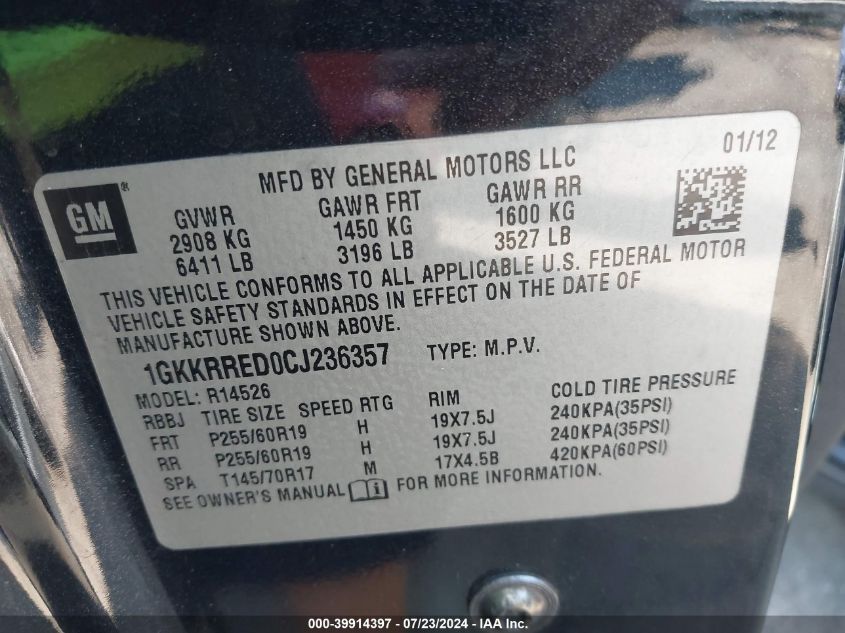 01/12
MFD BY GENERAL MOTORS LLC
GM®
GVWR GAWR FRT GAWR RR
2908 KG 1450 KG 1600 KG
6411 LB 3196 LB 3527 LB
THIS VEHICLE CONFORMS TO ALL APPLICABLE U.S. FEDERAL MOTOR
VEHICLE SAFETY STANDARDS IN EFFECT ON THE DATE OF
MANUFACTURE SHOWN ABOVE.
1GKKRRED0CJ236357 TYPE: M.P.V.
MODEL: R14526
RBBJ TIRE SIZE SPEED RTG RIM COLD TIRE PRESSURE
FRT P255/60R19 H 19X7.5J 240KPA(35PSI)
RR P255/60R19 H 19X7.5J 240KPA(35PSI)
SPA T145/70R17 M 17X4.5B 420KPA(60PSI)
SEE OWNER'S MANUAL FOR MORE INFORMATION.
000-39914397 - 07/23/2024 - IAA Inc.